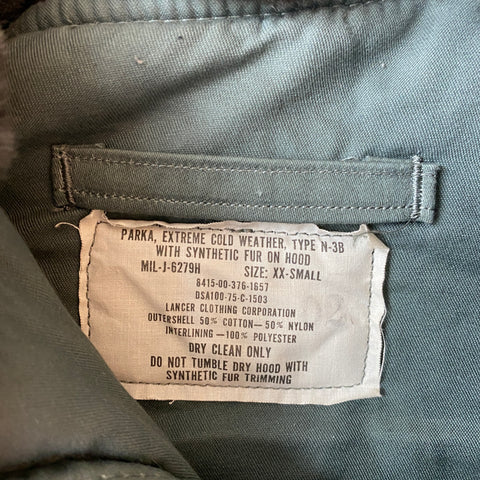 PARKA, EXTREME COLD WEATHER, TYPE N-3B
WITH SYNTHETIC FUR ON HOOD
MIL-J-6279H SIZE: XX-SMALL
8415-00-376-1657
DSA100-75-C-1503
LANCER CLOTHING CORPORATION
OUTERSHELL 50% COTTON—50% NYLON
INTERLINING—100% POLYESTER
DRY CLEAN ONLY
DO NOT TUMBLE DRY HOOD WITH
SYNTHETIC FUR TRIMMING